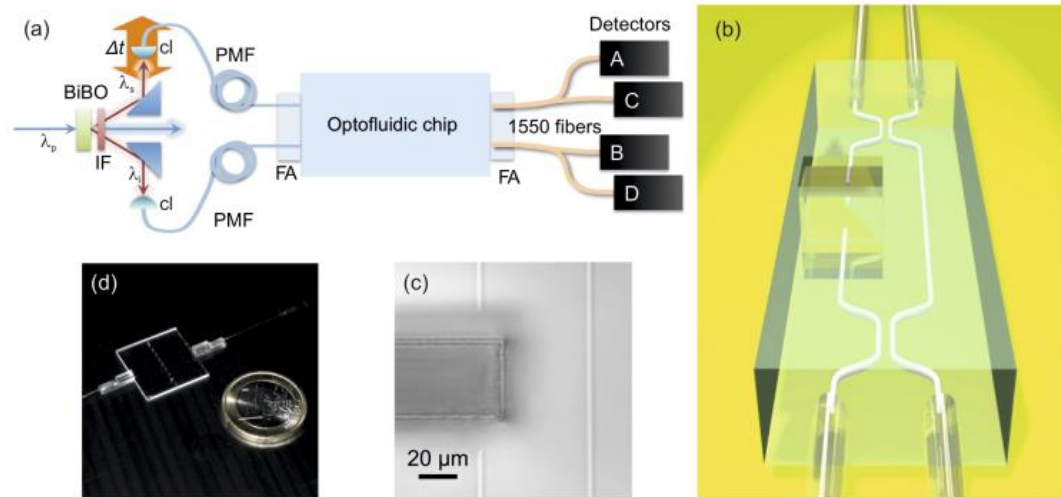 (a)
Δt
cl
PMF
λs
BiBO
λp
IF
λi
cl
PMF
FA
Optofluidic chip
FA
1550 fibers
Detectors
A
C
B
D
(b)
(d)
(c)
20 µm